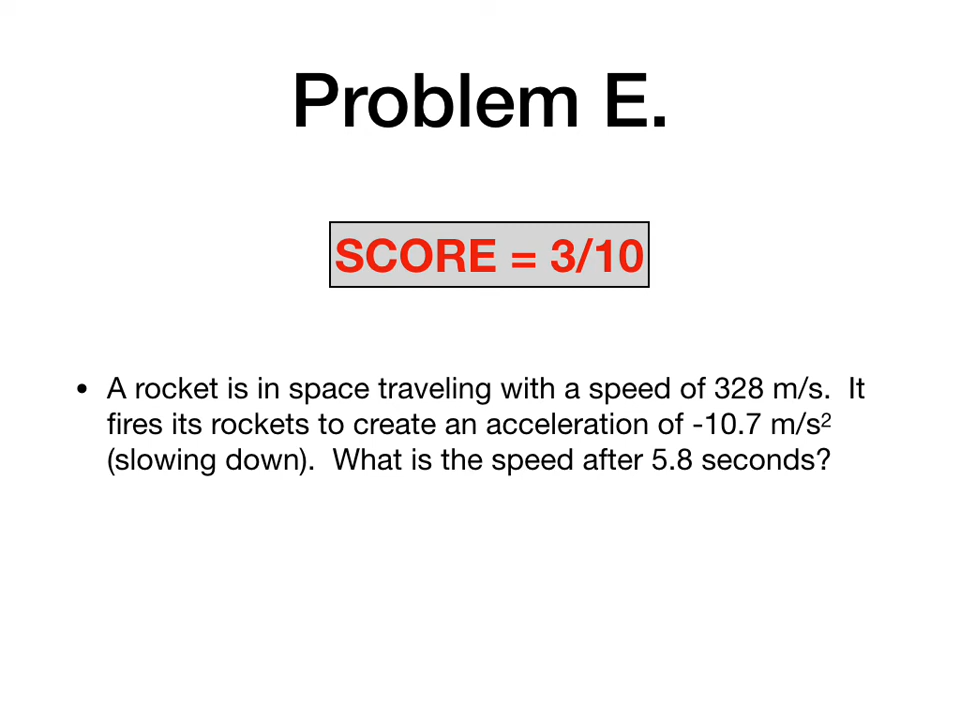 Problem E.
SCORE = 3/10
• A rocket is in space traveling with a speed of 328 m/s.  It
fires its rockets to create an acceleration of -10.7 m/s²
(slowing down).  What is the speed after 5.8 seconds?